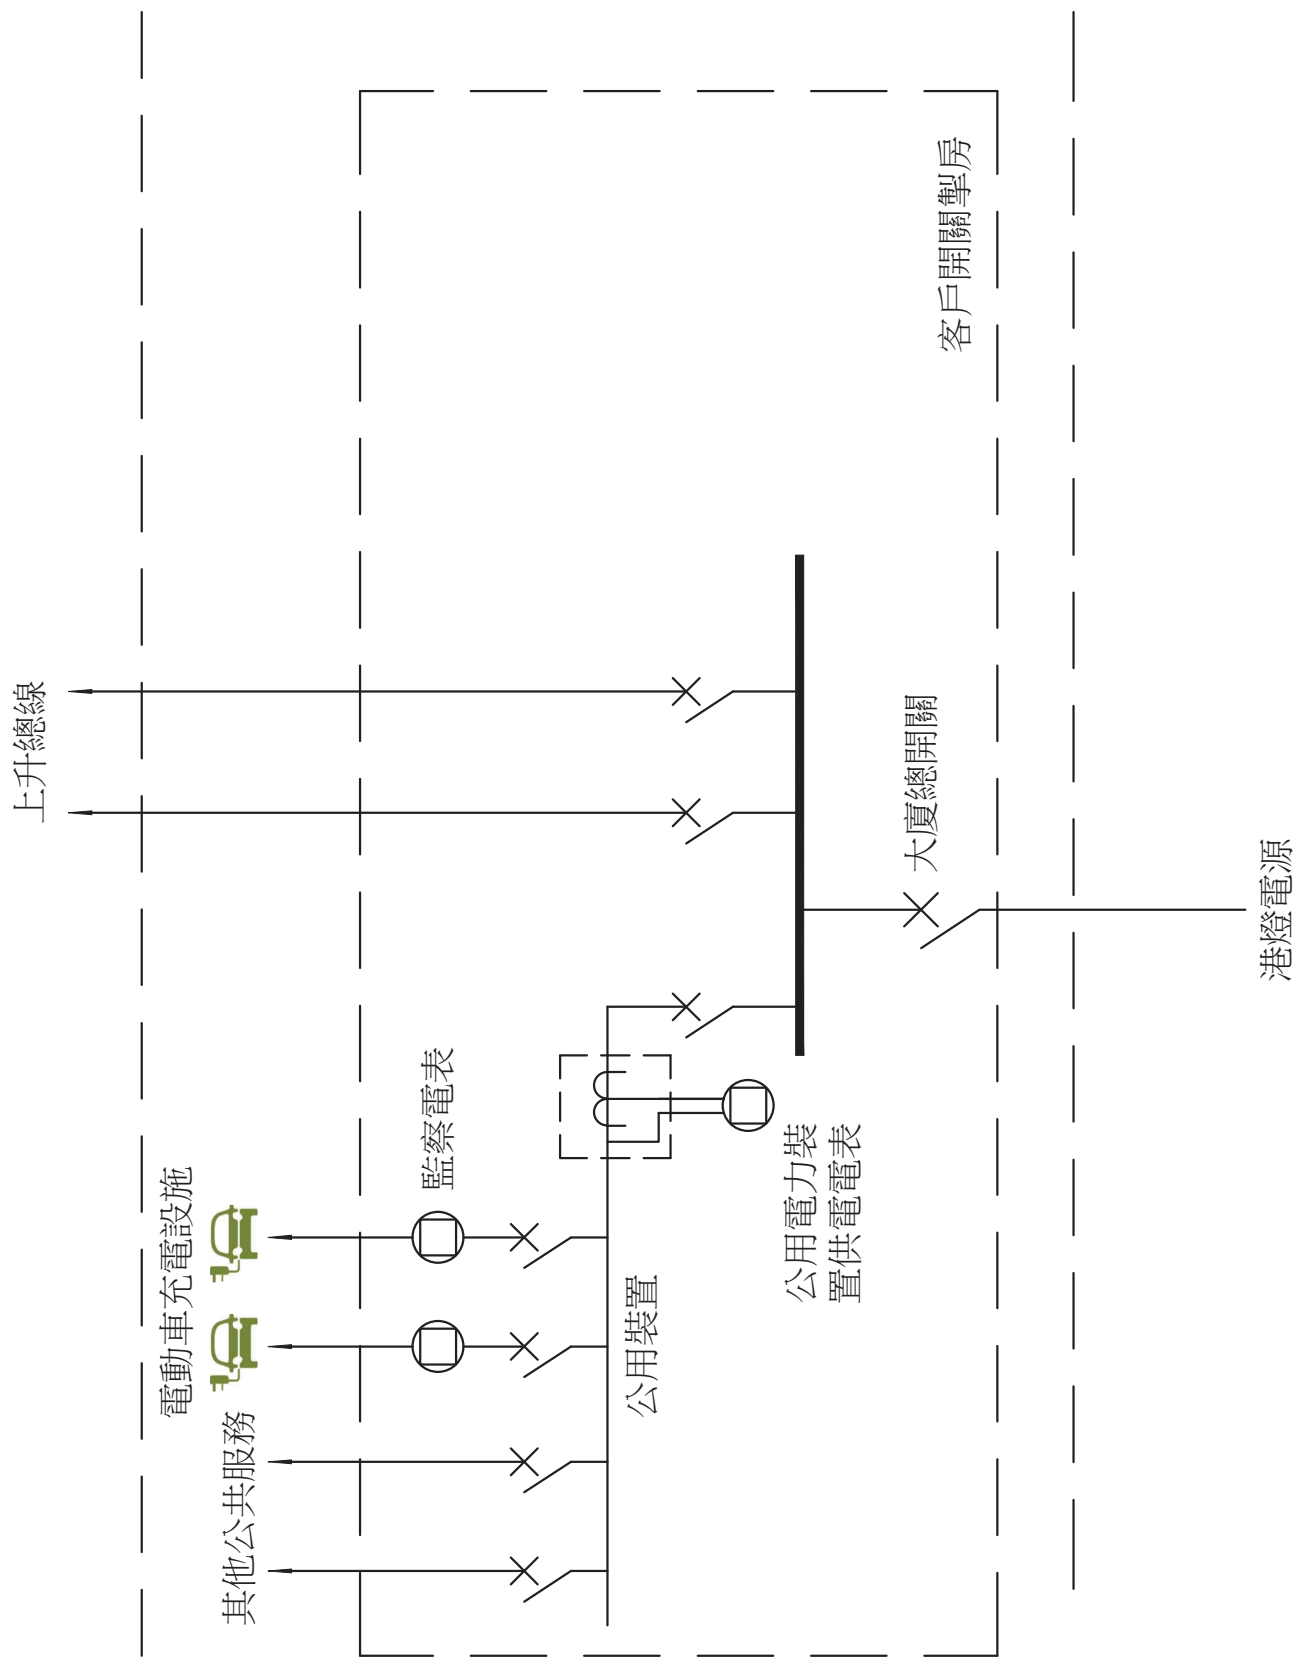 上升總線
電動車充電設施
其他公共服務
監察電表
公用裝置
公用電力裝
置供電電表
大廈總開關
客戶開關掣房
港燈電源